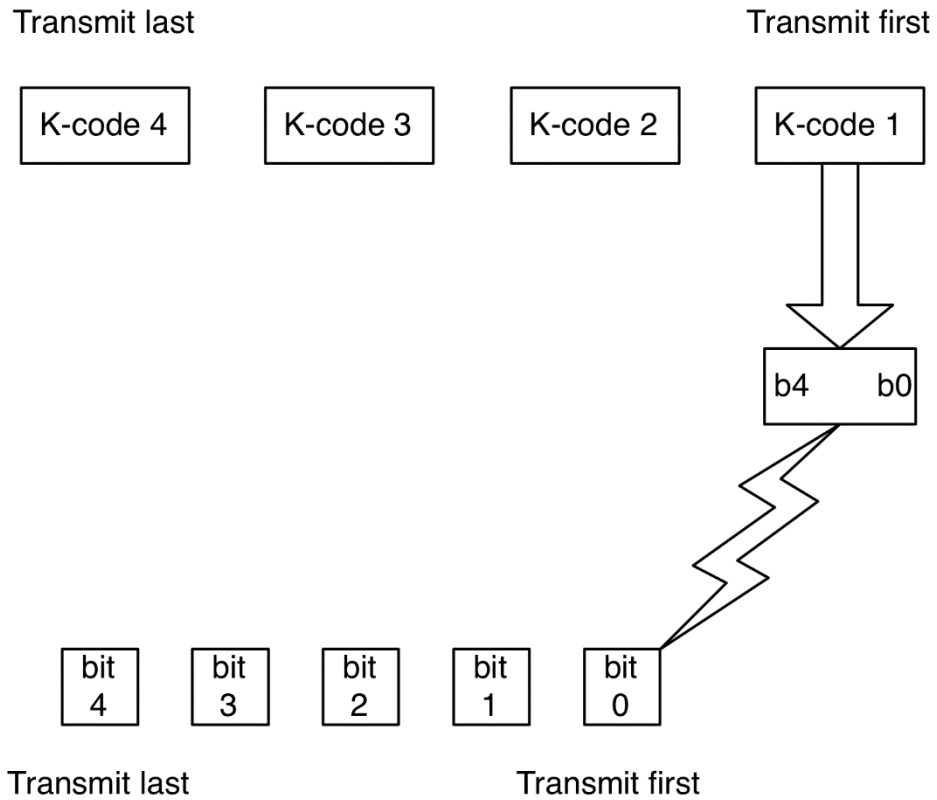 Transmit last Transmit first
K-code 4 K-code 3 K-code 2 K-code 1
b4 b0
bit bit bit bit bit
4 3 2 1 0
Transmit last Transmit first